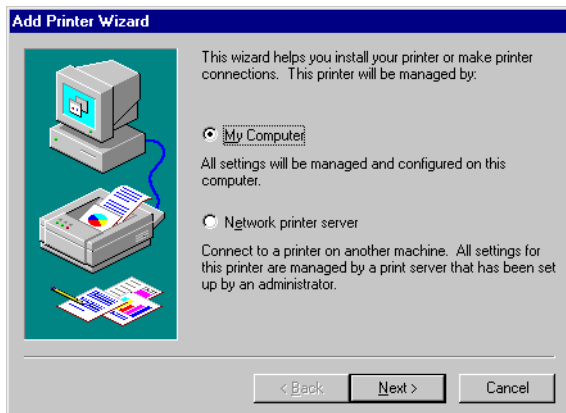 Add Printer Wizard
This wizard helps you install your printer or make printer
connections. This printer will be managed by:
My Computer
All settings will be managed and configured on this
computer.
Network printer server
Connect to a printer on another machine. All settings for
this printer are managed by a print server that has been set
up by an administrator.
< Back
Next >
Cancel